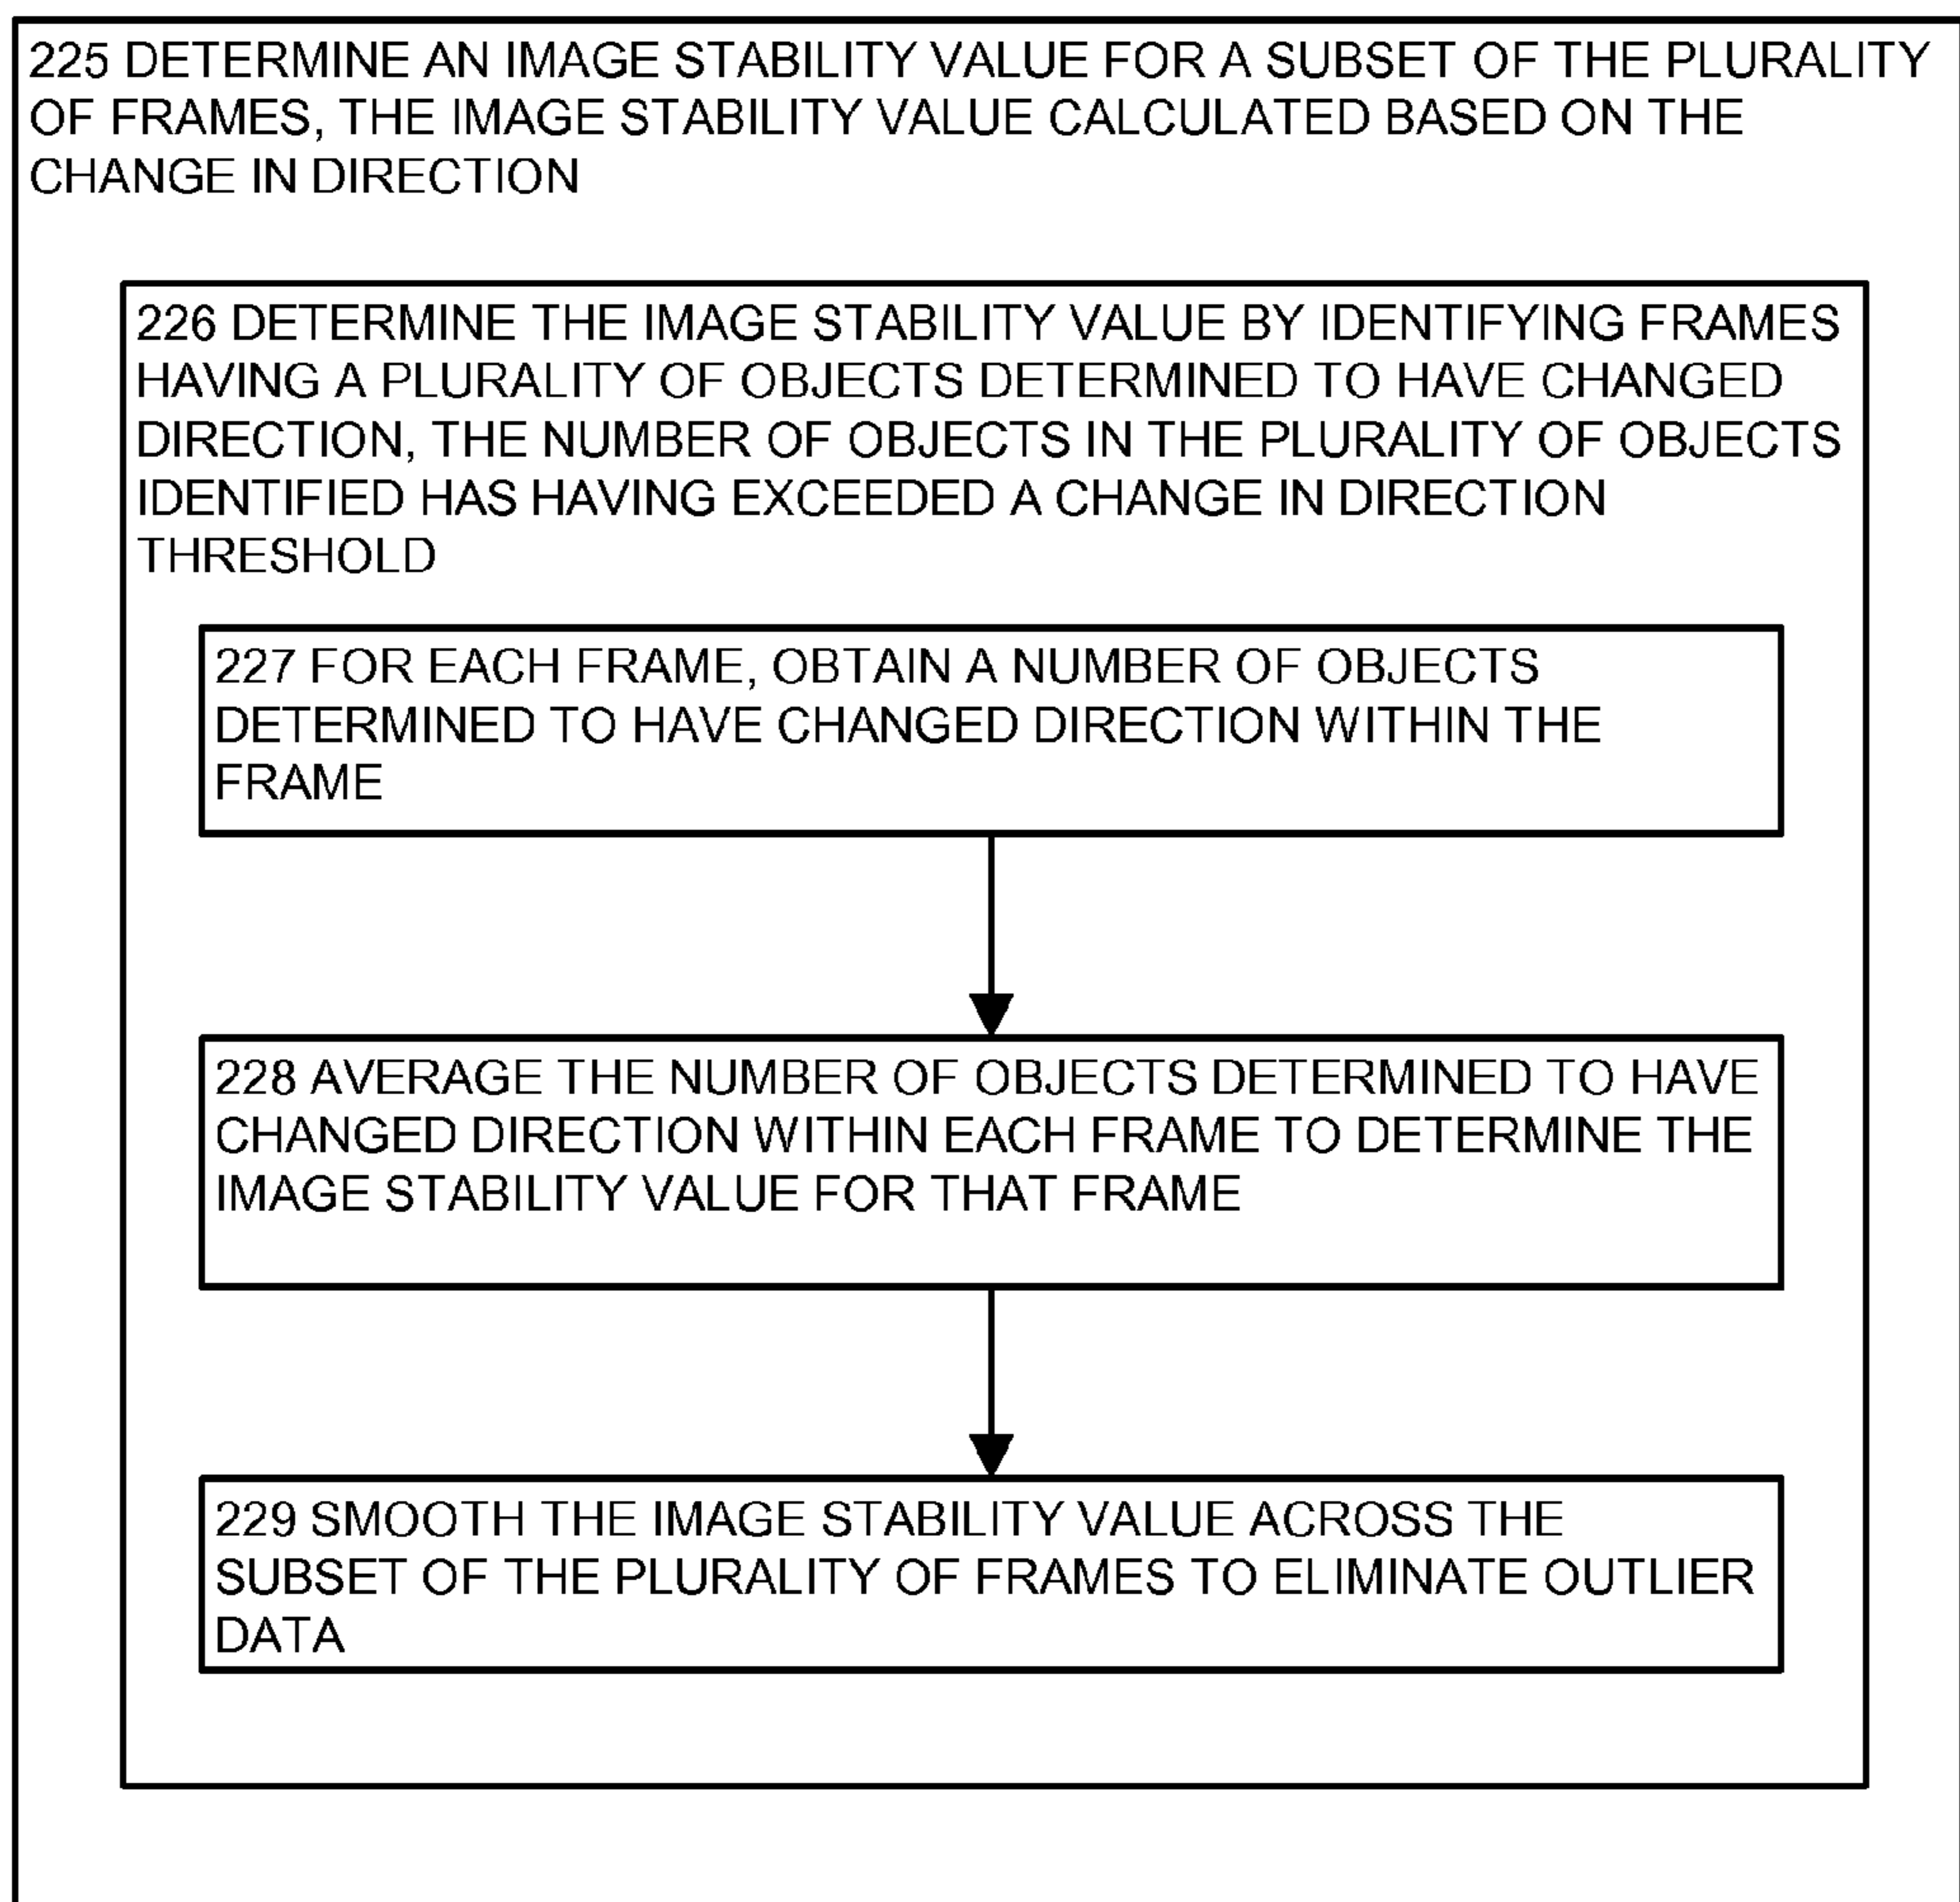 225 DETERMINE AN IMAGE STABILITY VALUE FOR A SUBSET OF THE PLURALITY
OF FRAMES, THE IMAGE STABILITY VALUE CALCULATED BASED ON THE
CHANGE IN DIRECTION
226 DETERMINE THE IMAGE STABILITY VALUE BY IDENTIFYING FRAMES
HAVING A PLURALITY OF OBJECTS DETERMINED TO HAVE CHANGED
DIRECTION, THE NUMBER OF OBJECTS IN THE PLURALITY OF OBJECTS
IDENTIFIED HAS HAVING EXCEEDED A CHANGE IN DIRECTION
THRESHOLD
227 FOR EACH FRAME, OBTAIN A NUMBER OF OBJECTS
DETERMINED TO HAVE CHANGED DIRECTION WITHIN THE
FRAME
228 AVERAGE THE NUMBER OF OBJECTS DETERMINED TO HAVE
CHANGED DIRECTION WITHIN EACH FRAME TO DETERMINE THE
IMAGE STABILITY VALUE FOR THAT FRAME
229 SMOOTH THE IMAGE STABILITY VALUE ACROSS THE
SUBSET OF THE PLURALITY OF FRAMES TO ELIMINATE OUTLIER
DATA